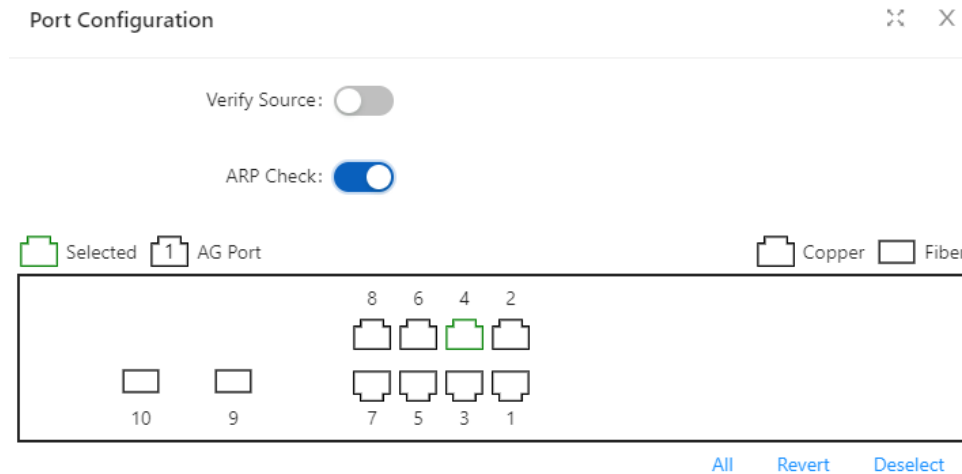 Port Configuration
Verify Source:
ARP Check:
Selected 1 AG Port Copper Fiber
8 6 4 2
10 9 7 5 3 1
All Revert Deselect